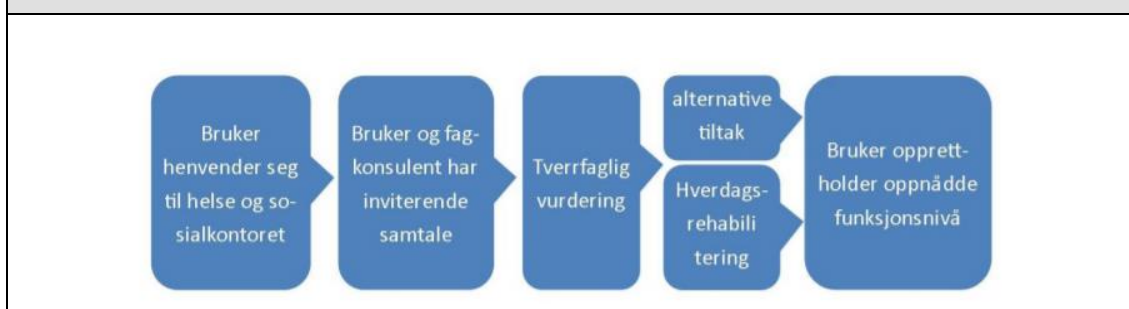 Bruker
henvender seg
til helse og so-
sialkontoret
Bruker og fag-
konsulent har
inviterende
samtale
Tverrfaglig
vurdering
alternative
tiltak
Hverdags-
rehabili
tering
Bruker opprett-
holder oppnådde
funksjonsnivå